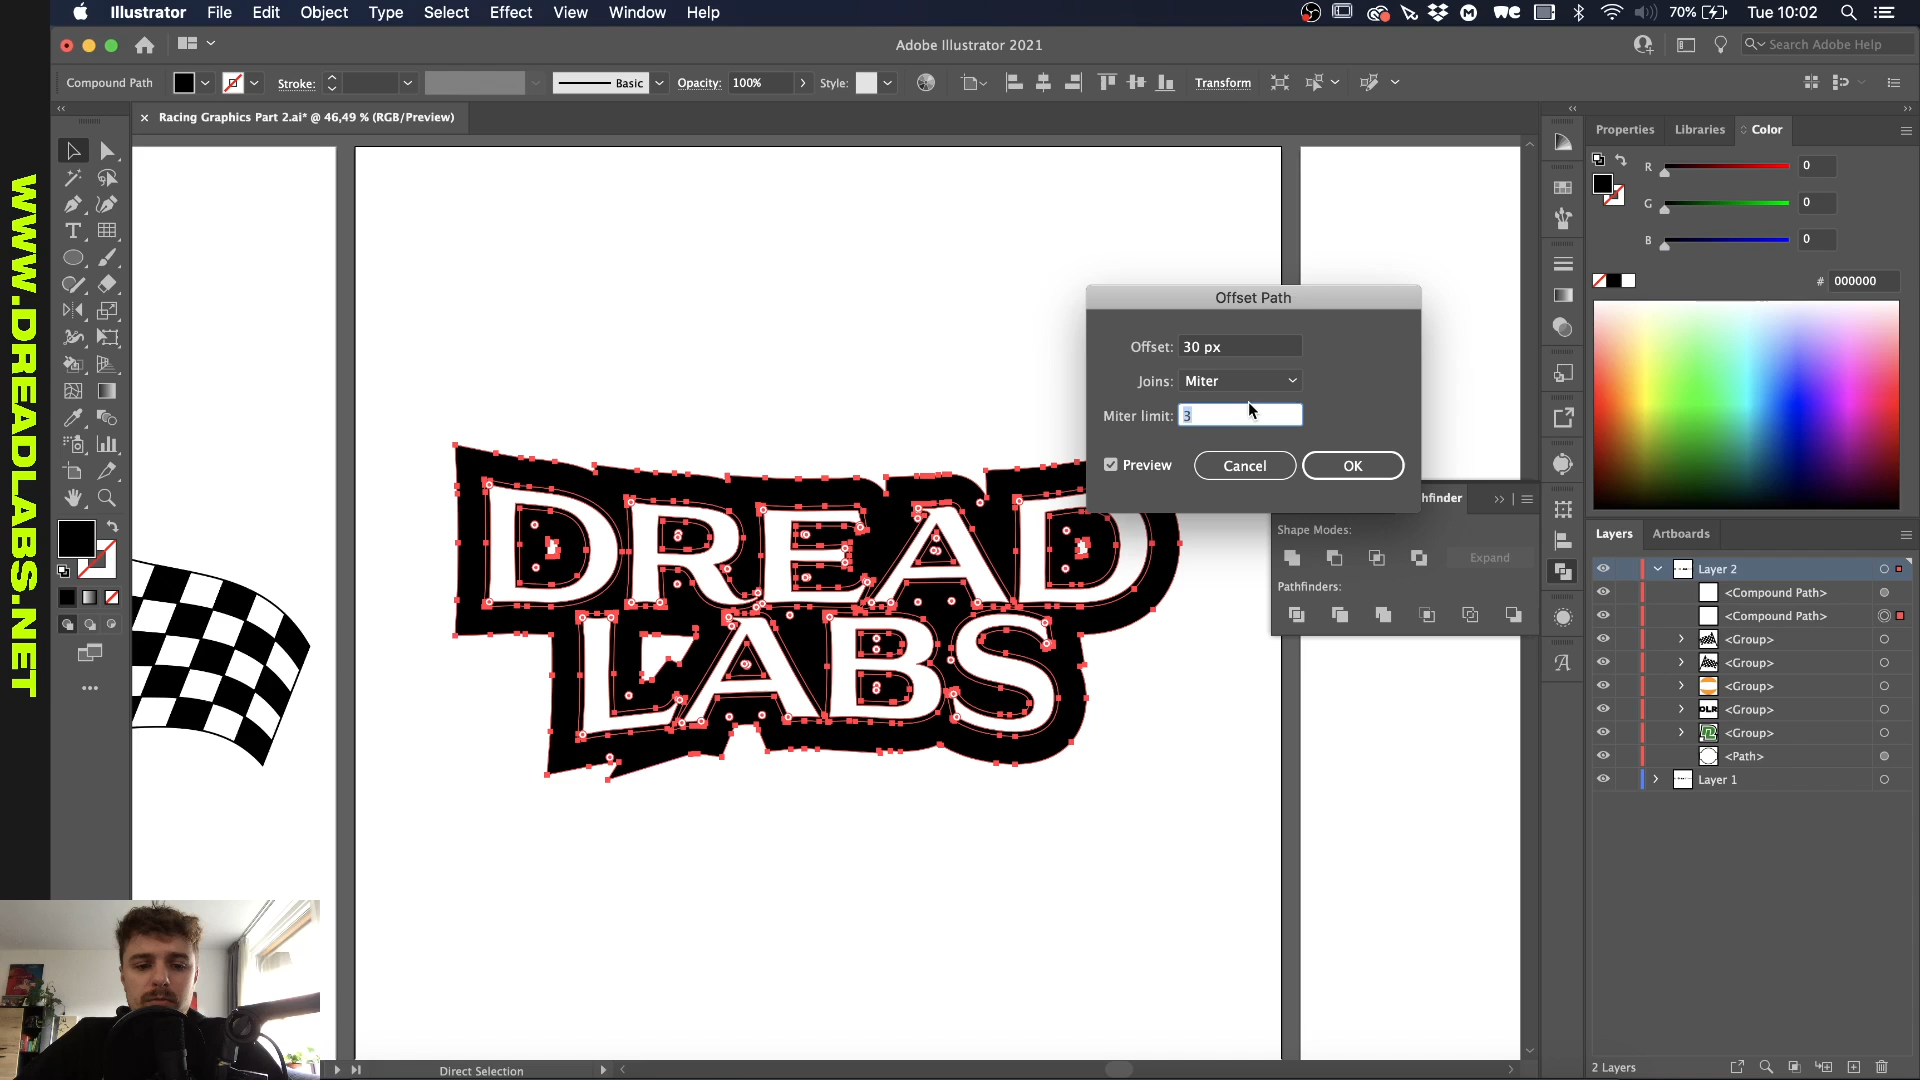 Illustrator File Edit Object Type Select Effect View Window Help
70% Tue 10:02
Adobe Illustrator 2021
Search Adobe Help
Compound Path
Stroke:
Basic
Opacity: 100%
Style:
Transform
× Racing Graphics Part 2.ai* @ 46,49 % (RGB/Preview)
Properties Libraries Color
R 0
G 0
B 0
# 000000
WWW.DREADLABS.NET
Offset Path
Offset: 30 px
Joins: Miter
Miter limit: 3
Preview Cancel OK
DREAD
LABS
hfinder
Shape Modes:
Expand
Pathfinders:
Layers Artboards
Layer 2
<Compound Path>
<Compound Path>
<Group>
<Group>
<Group>
DLR <Group>
<Group>
<Path>
Layer 1
2 Layers
Direct Selection